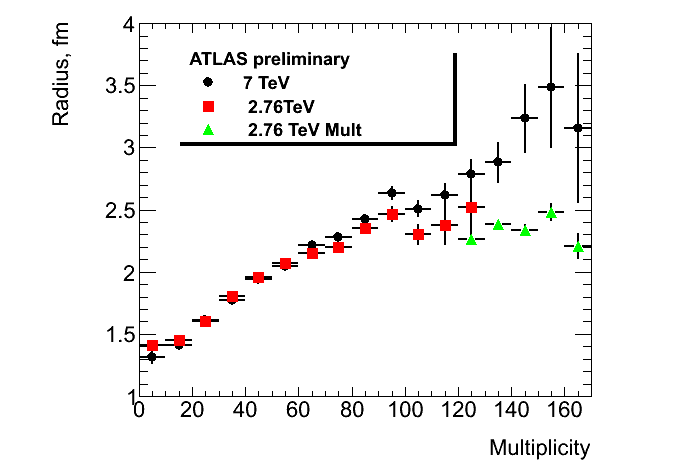 Radius, fm
4
3.5
3
2.5
2
1.5
1
ATLAS preliminary
7 TeV
2.76TeV
2.76 TeV Mult
0 20 40 60 80 100 120 140 160
Multiplicity